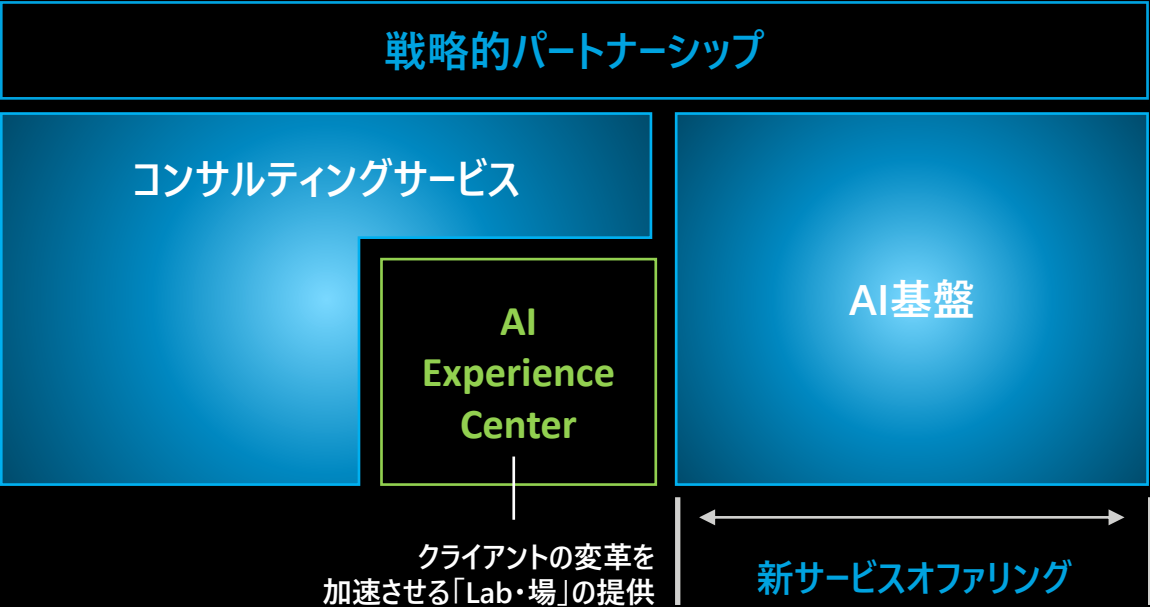 戦略的パートナーシップ
コンサルティングサービス
AI
Experience
Center
AI基盤
クライアントの変革を
加速させる「Lab・場」の提供
新サービスオファリング